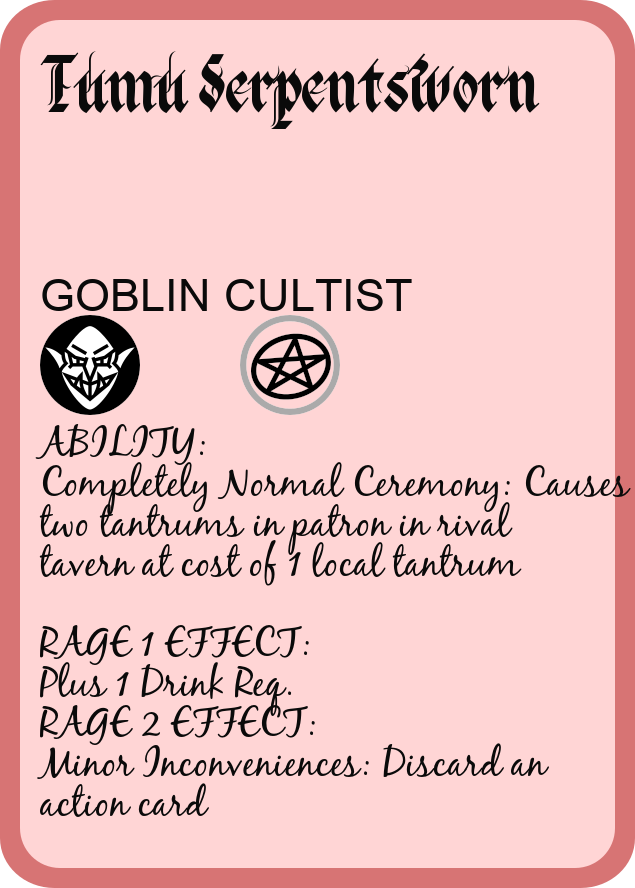 Tumu Serpentsworn
GOBLIN CULTIST
ABILITY:
Completely Normal Ceremony: Causes
two tantrums in patron in rival
tavern at cost of 1 local tantrum
RAGE 1 EFFECT:
Plus 1 Drink Req.
RAGE 2 EFFECT:
Minor Inconveniences: Discard an
action card